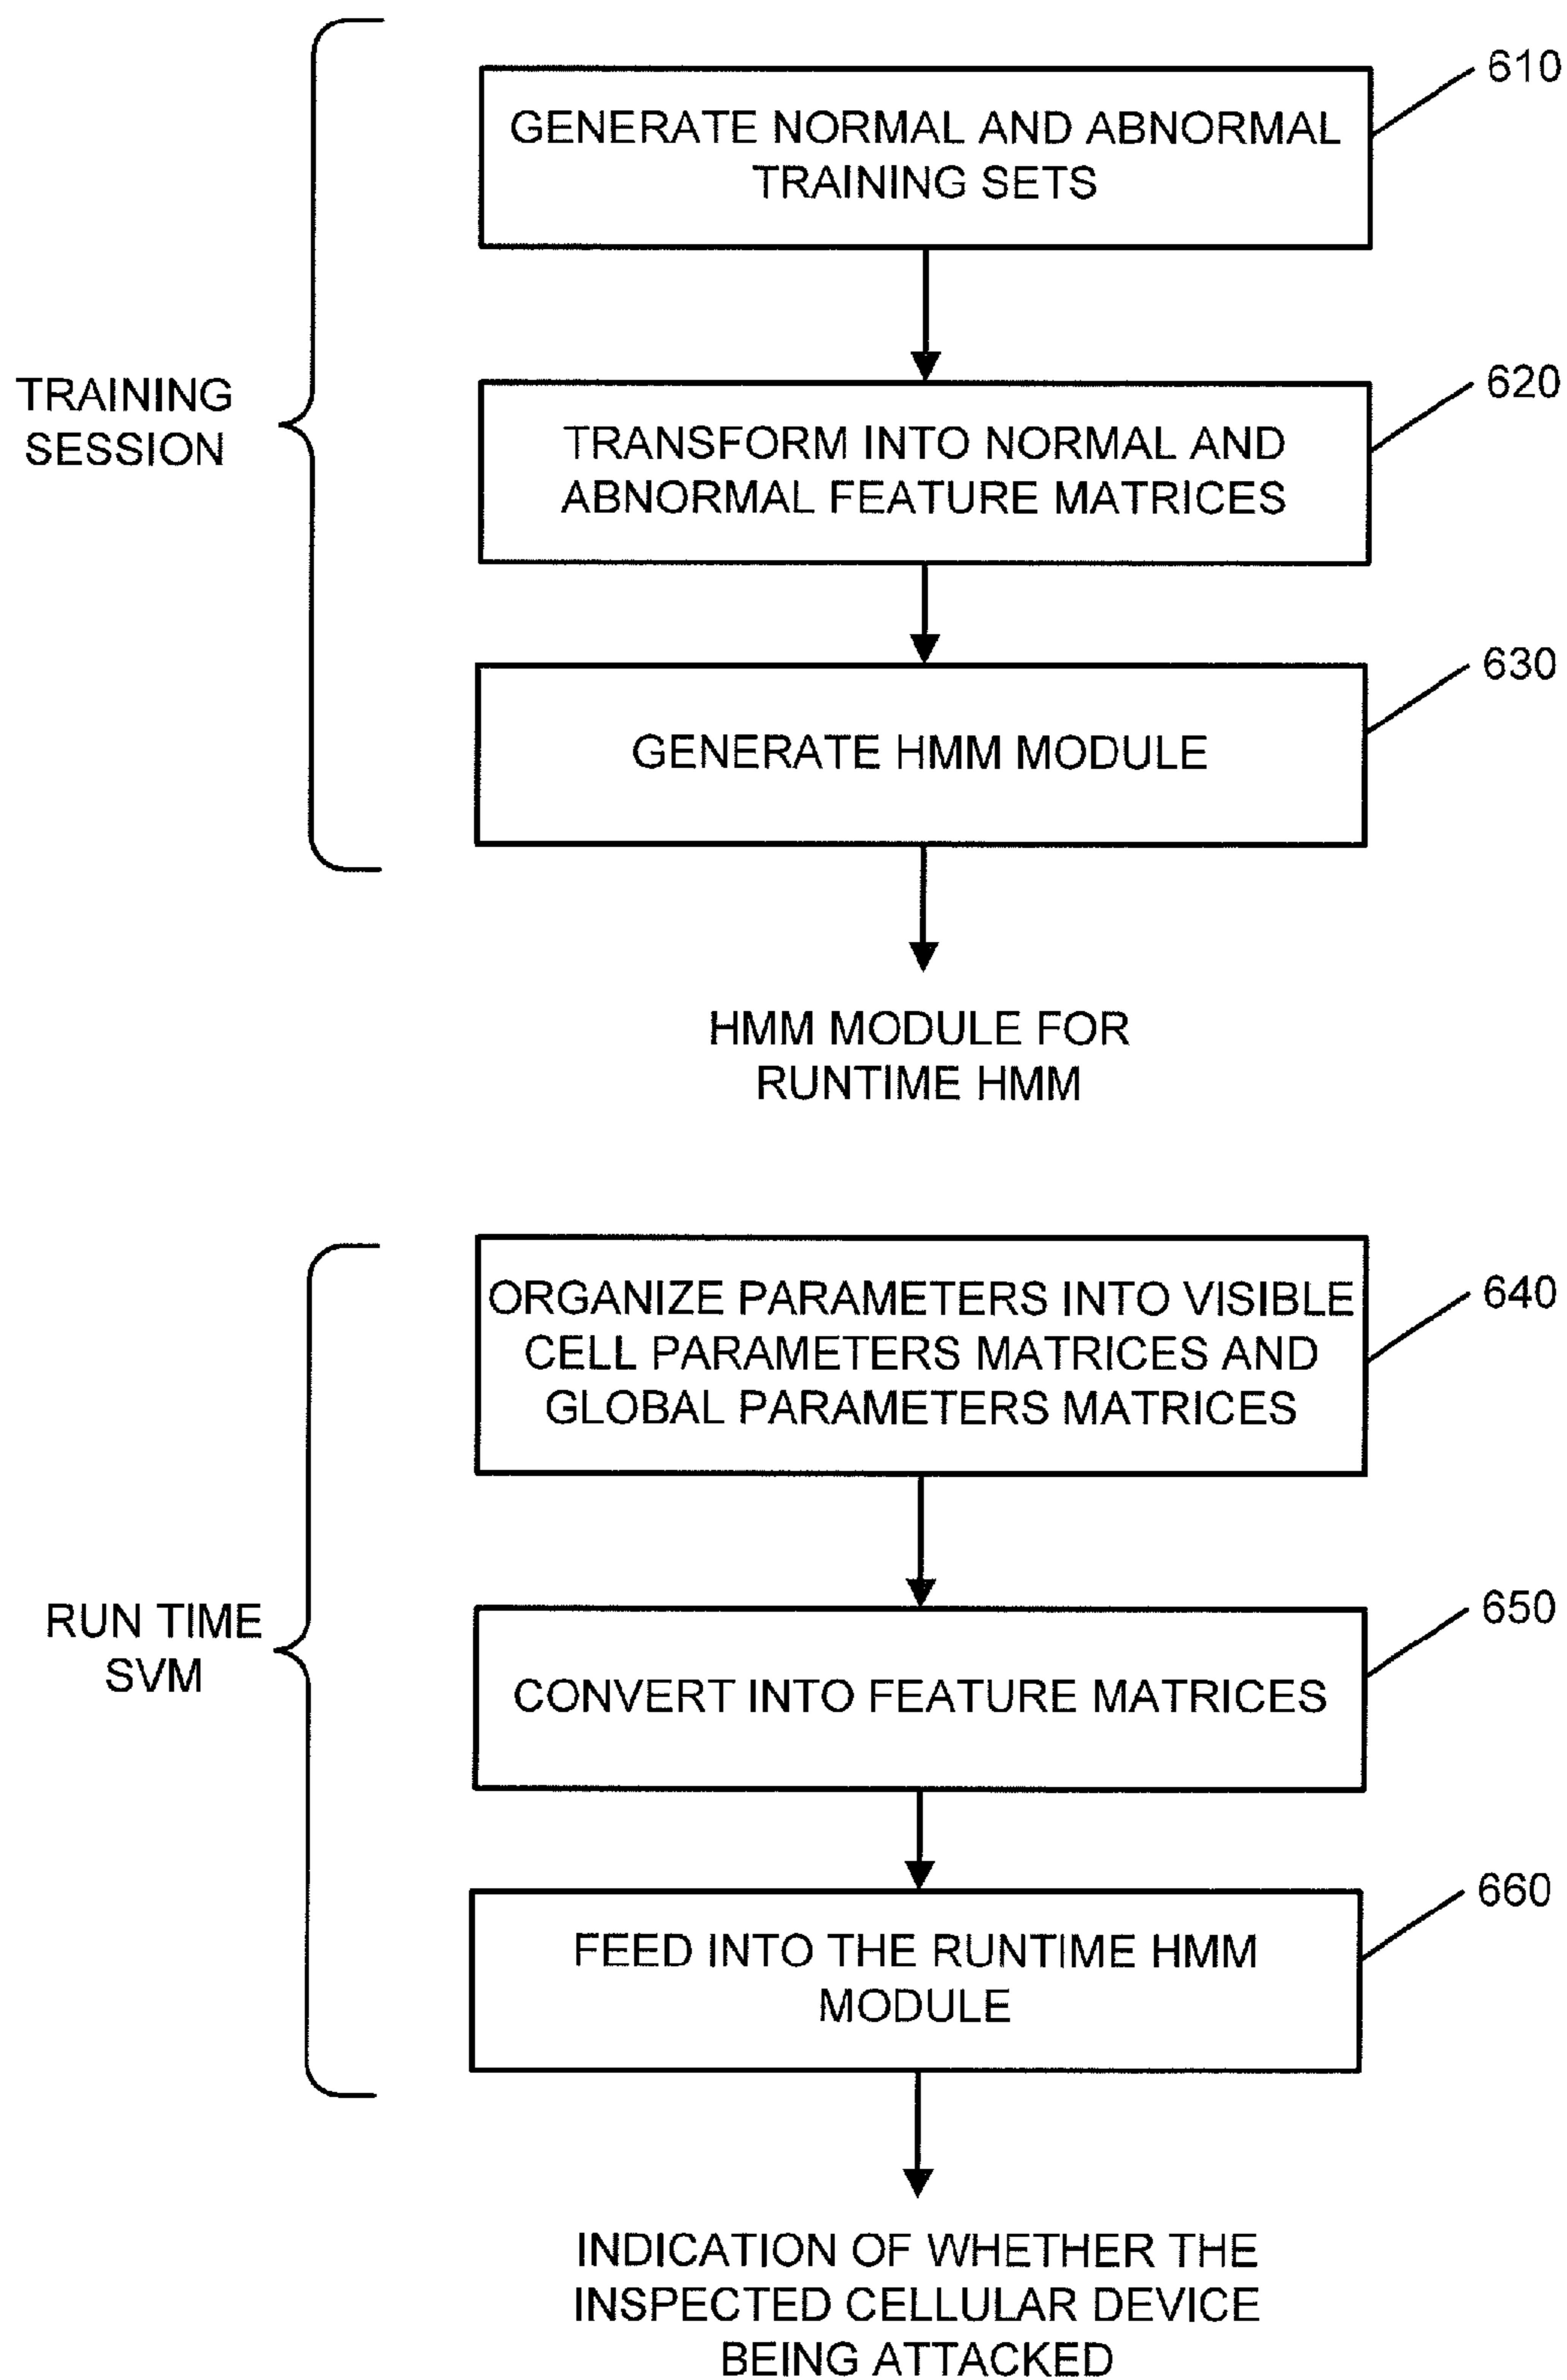 610
GENERATE NORMAL AND ABNORMAL
TRAINING SETS
TRAINING
SESSION
620
TRANSFORM INTO NORMAL AND
ABNORMAL FEATURE MATRICES
630
GENERATE HMM MODULE
HMM MODULE FOR
RUNTIME HMM
640
ORGANIZE PARAMETERS INTO VISIBLE
CELL PARAMETERS MATRICES AND
GLOBAL PARAMETERS MATRICES
RUN TIME
SVM
650
CONVERT INTO FEATURE MATRICES
660
FEED INTO THE RUNTIME HMM
MODULE
INDICATION OF WHETHER THE
INSPECTED CELLULAR DEVICE
BEING ATTACKED